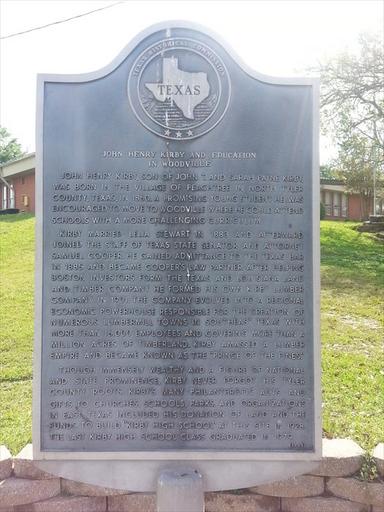 TEXAS HISTORICAL COMMISSION
TEXAS
JOHN HENRY KIRBY AND EDUCATION
IN WOODVILLE
JOHN HENRY KIRBY, SON OF JOHN T. AND SARAH PAYNE KIRBY,
WAS BORN IN THE VILLAGE OF PEACH TREE IN NORTH TYLER
COUNTY, TEXAS IN 1860. A PROMISING YOUNG STUDENT, HE WAS
ENCOURAGED TO MOVE TO WOODVILLE WHERE HE COULD ATTEND
SCHOOLS WITH A MORE CHALLENGING CURRICULUM.
KIRBY MARRIED LELIA STEWART IN 1883 AND AFTERWARD
JOINED THE STAFF OF TEXAS STATE SENATOR AND ATTORNEY
SAMUEL COOPER. HE GAINED ADMITTANCE TO THE TEXAS BAR
IN 1885 AND BECAME COOPER'S LAW PARTNER. AFTER HELPING
BOSTON INVESTORS FORM THE TEXAS AND LOUISIANA LAND
AND TIMBER COMPANY, HE FORMED HIS OWN KIRBY LUMBER
COMPANY IN 1901. THE COMPANY EVOLVED INTO A REGIONAL
ECONOMIC POWERHOUSE RESPONSIBLE FOR THE CREATION OF
NUMEROUS LUMBERMILL TOWNS IN SOUTHEAST TEXAS. WITH
MORE THAN 16,000 EMPLOYEES AND GOVERNING MORE THAN A
MILLION ACRES OF TIMBERLAND, KIRBY AMASSED A LUMBER
EMPIRE AND BECAME KNOWN AS THE "PRINCE OF THE PINES."
THOUGH IMMENSELY WEALTHY AND A FIGURE OF NATIONAL
AND STATE PROMINENCE, KIRBY NEVER FORGOT HIS TYLER
COUNTY ROOTS. KIRBY'S MANY PHILANTHROPIC ACTS AND
GIFTS TO CHURCHES, SCHOOLS, PARKS, AND ORGANIZATIONS
IN EAST TEXAS INCLUDED HIS DONATION OF LAND AND THE
FUNDS TO BUILD KIRBY HIGH SCHOOL AT THIS SITE IN 1928.
THE LAST KIRBY HIGH SCHOOL CLASS GRADUATED IN 1977.